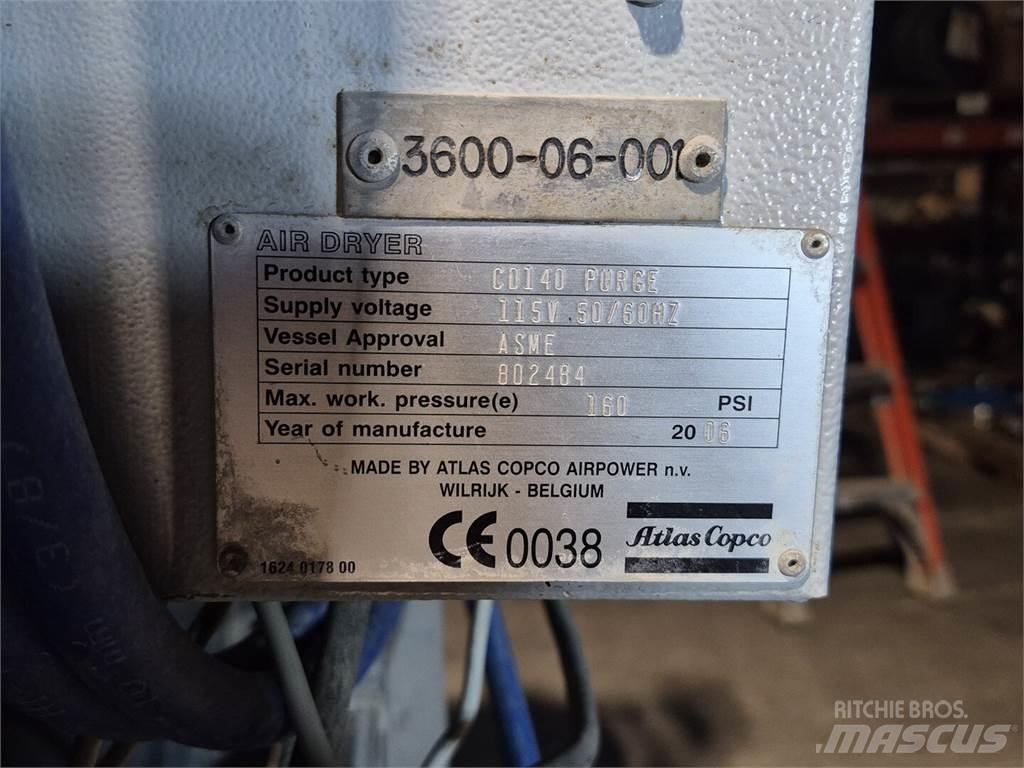 3600-06-001
AIR DRYER
Product type CD140 PURGE
Supply voltage 115V 50/60HZ
Vessel Approval ASME
Serial number 802484
Max. work. pressure(e) 160 PSI
Year of manufacture 20 06
MADE BY ATLAS COPCO AIRPOWER n.v.
WILRIJK - BELGIUM
CE 0038
Atlas Copco
1624 0178 00
RITCHIE BROS.
MASCUS